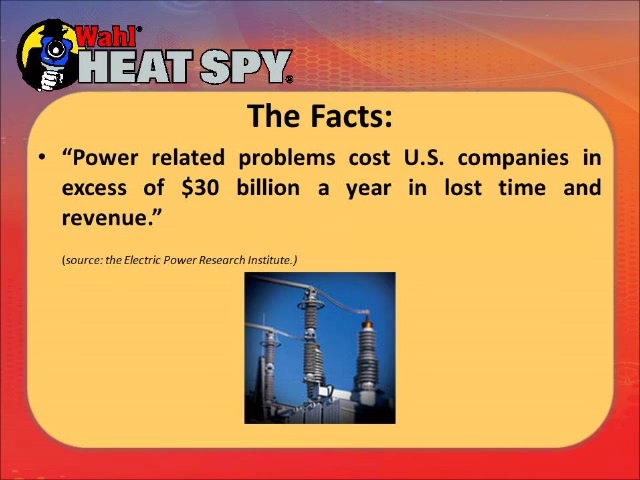 Wahl®
HEAT SPY®
The Facts:
• “Power related problems cost U.S. companies in
excess of $30 billion a year in lost time and
revenue.”
(source: the Electric Power Research Institute.)